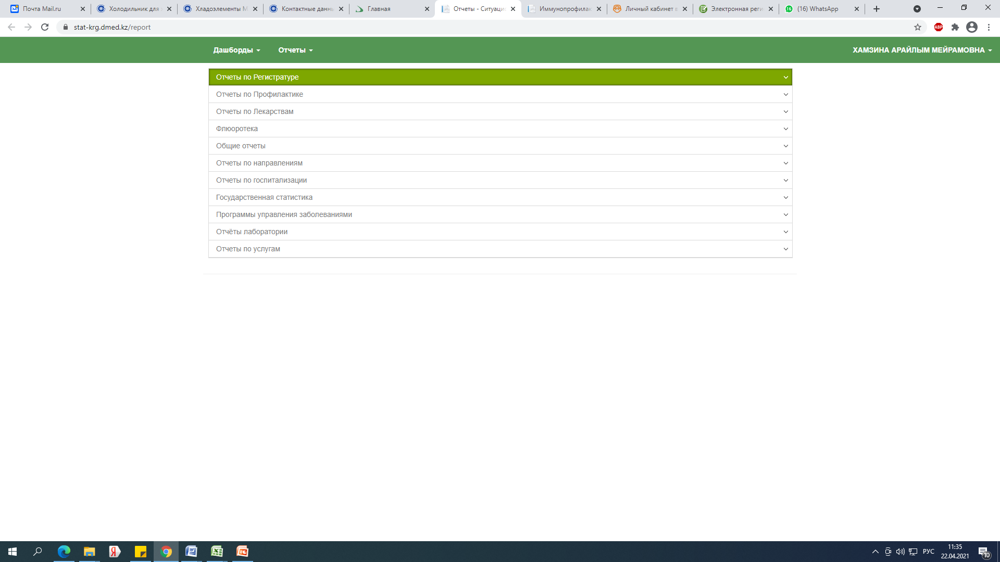 Почта Mail.ru
Холодильник для
Хладоэлементы М
Контактные данн
Главная
Отчеты - Ситуаци
Иммунопрофилак
Личный кабинет в
Электронная реги
(16) WhatsApp
stat-krg.dmed.kz/report
ABP
Дашборды
Отчеты
ХАМЗИНА АРАЙЛЫМ МЕЙРАМОВНА
Отчеты по Регистратуре
Отчеты по Профилактике
Отчеты по Лекарствам
Флюоротека
Общие отчеты
Отчеты по направлениям
Отчеты по госпитализации
Государственная статистика
Программы управления заболеваниями
Отчёты лаборатории
Отчеты по услугам
РУС
11:35
22.04.2021
10